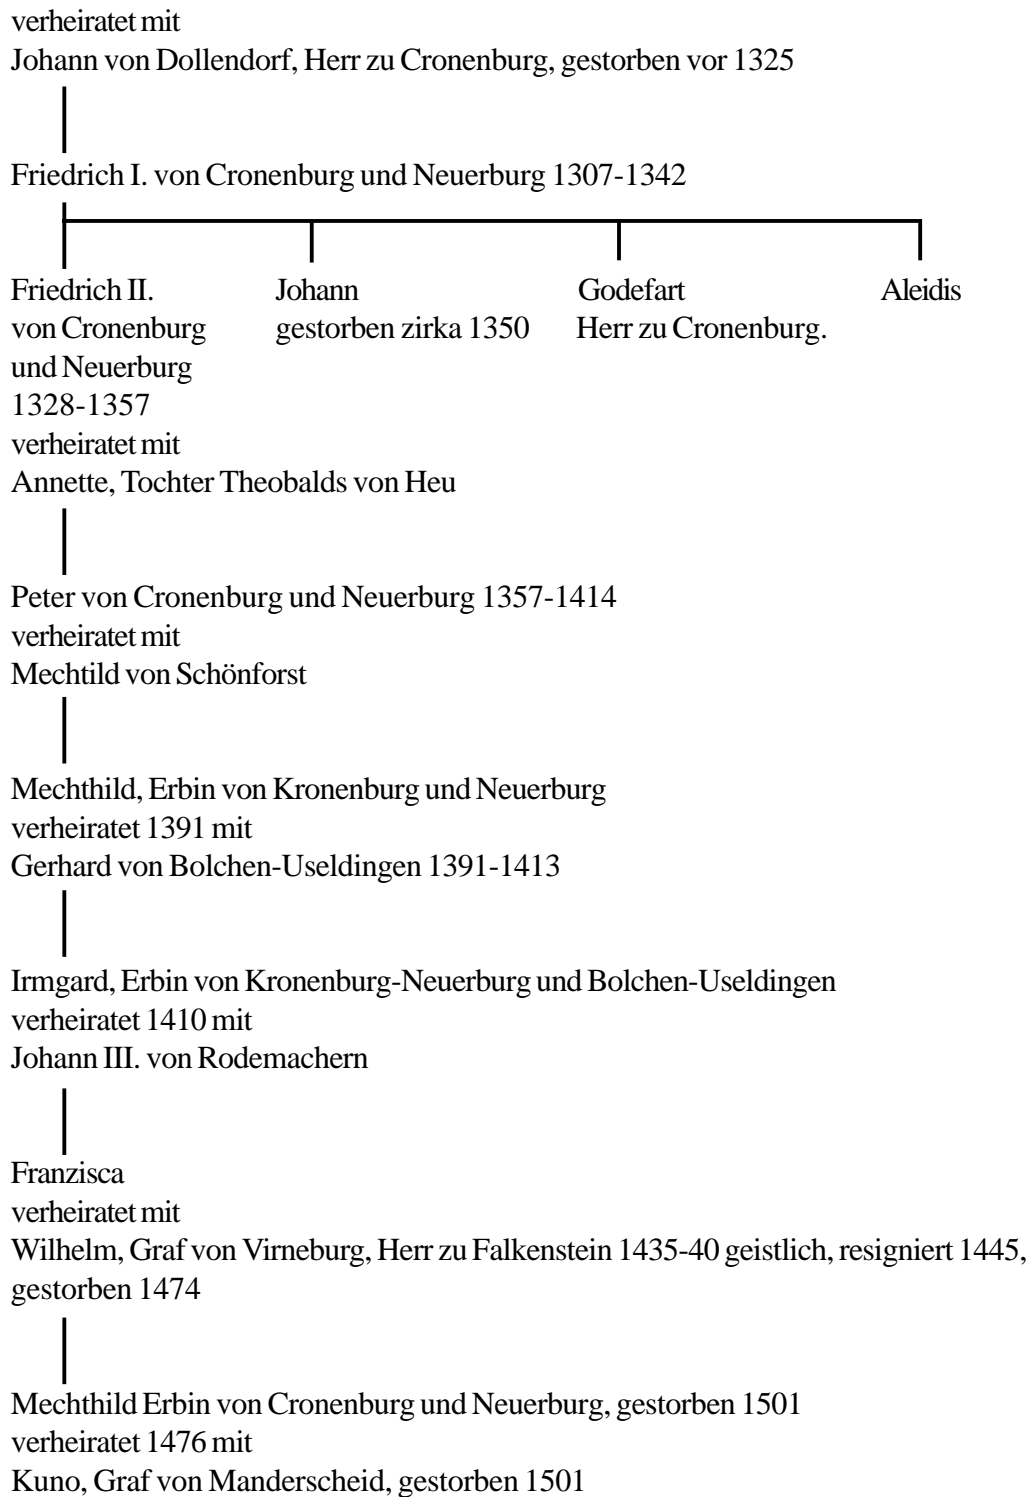 verheiratet mit
Johann von Dollendorf, Herr zu Cronenburg, gestorben vor 1325
Friedrich I. von Cronenburg und Neuerburg 1307-1342
Friedrich II. Johann Godefart Aleidis
von Cronenburg gestorben zirka 1350 Herr zu Cronenburg.
und Neuerburg
1328-1357
verheiratet mit
Annette, Tochter Theobalds von Heu
Peter von Cronenburg und Neuerburg 1357-1414
verheiratet mit
Mechtild von Schönforst
Mechthild, Erbin von Kronenburg und Neuerburg
verheiratet 1391 mit
Gerhard von Bolchen-Useldingen 1391-1413
Irmgard, Erbin von Kronenburg-Neuerburg und Bolchen-Useldingen
verheiratet 1410 mit
Johann III. von Rodemachern
Franzisca
verheiratet mit
Wilhelm, Graf von Virneburg, Herr zu Falkenstein 1435-40 geistlich, resigniert 1445,
gestorben 1474
Mechthild Erbin von Cronenburg und Neuerburg, gestorben 1501
verheiratet 1476 mit
Kuno, Graf von Manderscheid, gestorben 1501